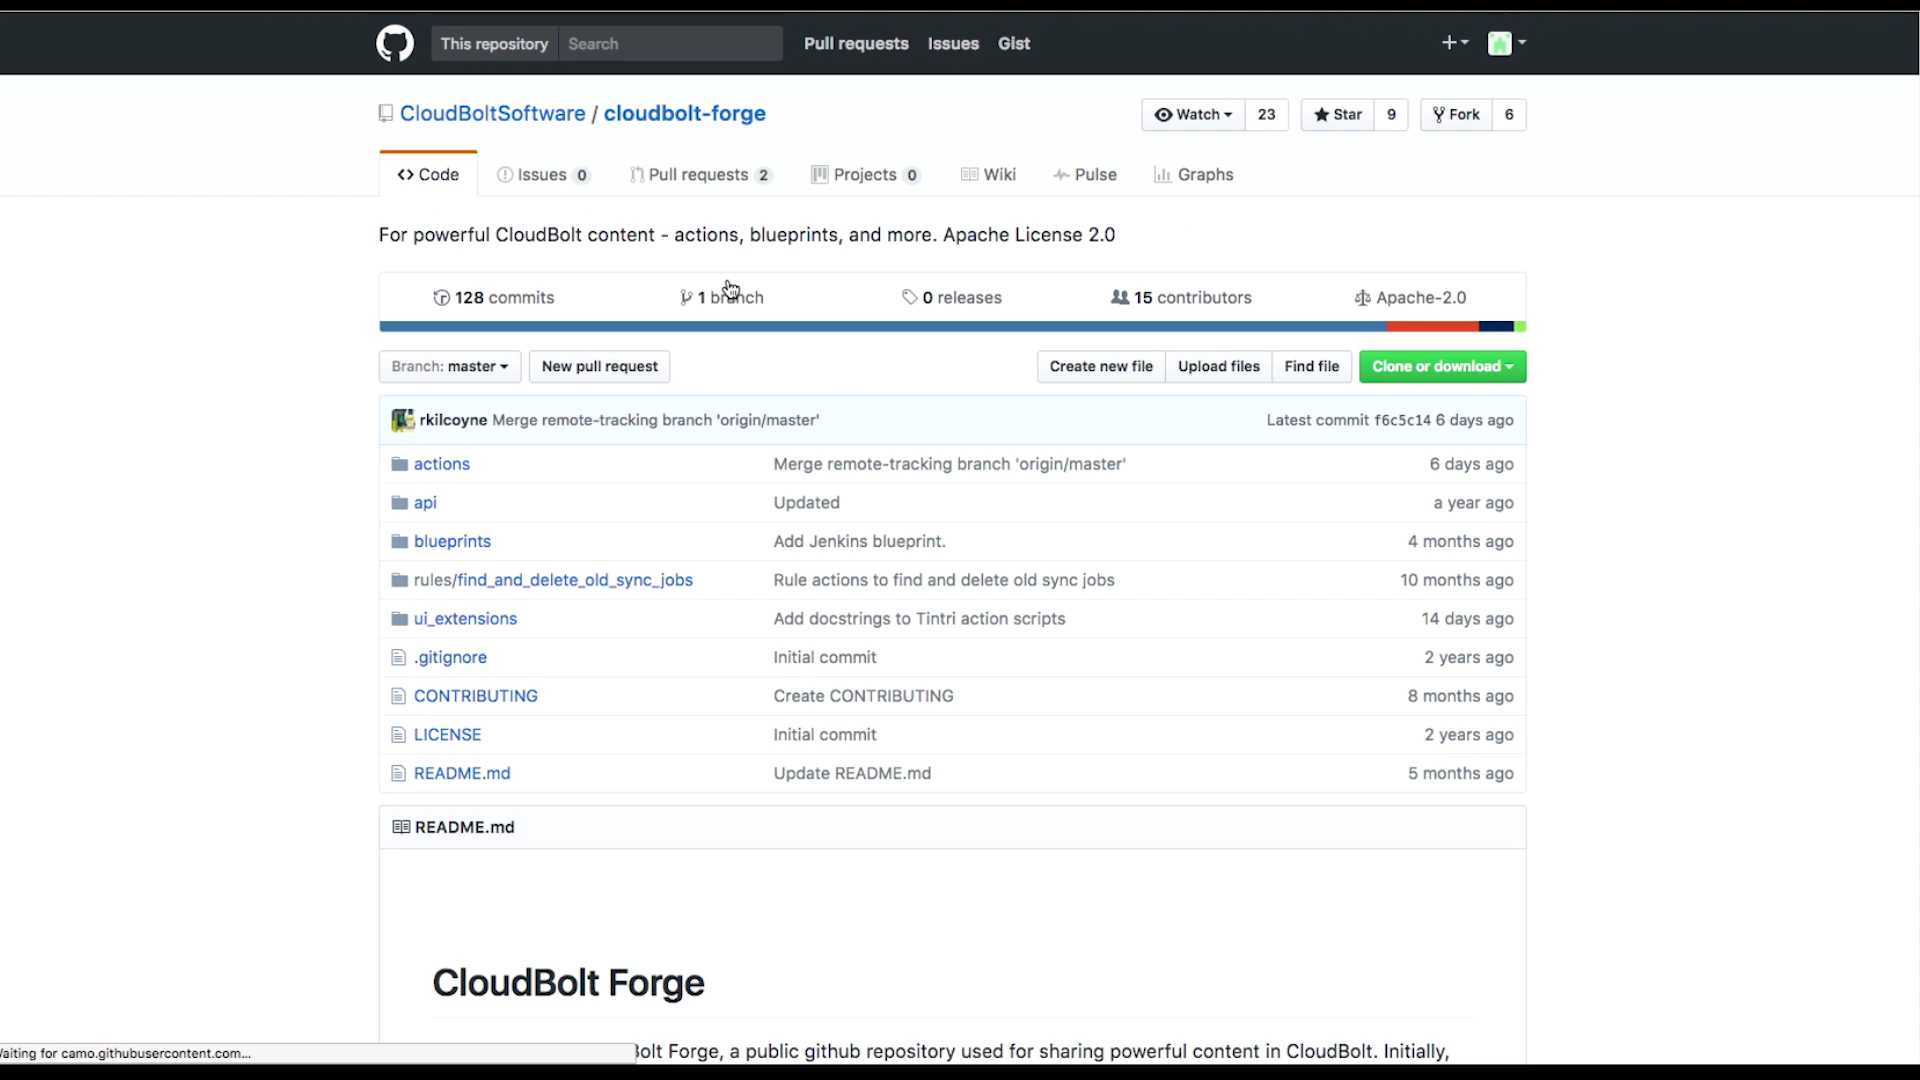 This repository Search Pull requests Issues Gist
CloudBoltSoftware / cloudbolt-forge Watch 23 Star 9 Fork 6
Code Issues 0 Pull requests 2 Projects 0 Wiki Pulse Graphs
For powerful CloudBolt content - actions, blueprints, and more. Apache License 2.0
128 commits 1 branch 0 releases 15 contributors Apache-2.0
Branch: master New pull request Create new file Upload files Find file Clone or download
rkilcoyne Merge remote-tracking branch 'origin/master' Latest commit f6c5c14 6 days ago
actions Merge remote-tracking branch 'origin/master' 6 days ago
api Updated a year ago
blueprints Add Jenkins blueprint. 4 months ago
rules/find_and_delete_old_sync_jobs Rule actions to find and delete old sync jobs 10 months ago
ui_extensions Add docstrings to Tintri action scripts 14 days ago
.gitignore Initial commit 2 years ago
CONTRIBUTING Create CONTRIBUTING 8 months ago
LICENSE Initial commit 2 years ago
README.md Update README.md 5 months ago
README.md
CloudBolt Forge
Forge, a public github repository used for sharing powerful content in CloudBolt. Initially,
for camo.githubusercontent.com...